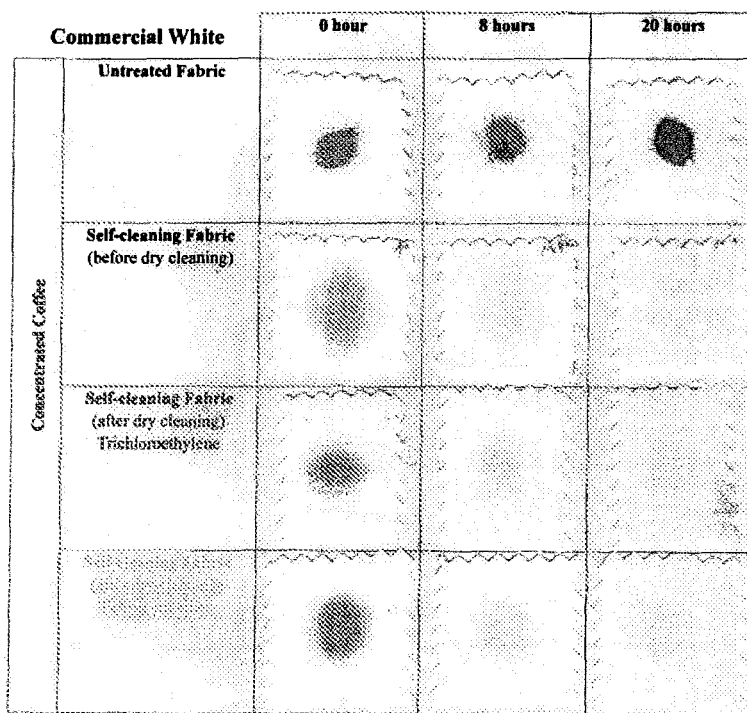 Commercial White
0 hour
8 hours
20 hours
Concentrated Coffee
Untreated Fabric
Self-cleaning Fabric
(before dry cleaning)
Self-cleaning Fabric
(after dry cleaning)
Trichloroethylene